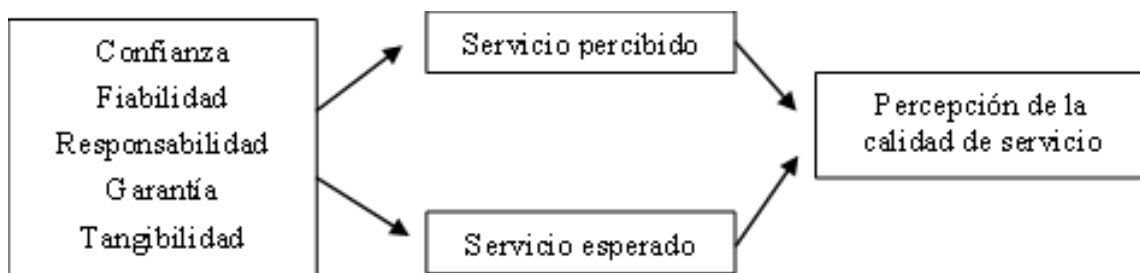 Confianza
Fiabilidad
Responsabilidad
Garantía
Tangibilidad
Servicio percibido
Servicio esperado
Percepción de la
calidad de servicio